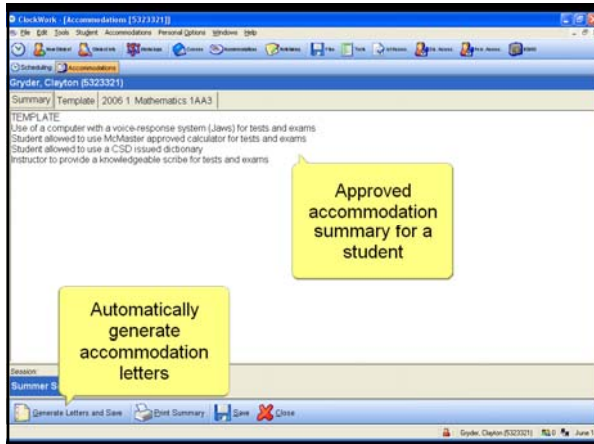 ClockWork - [Accommodations [5323321]]
File Edit Tools Student Accommodations Personal Options Windows Help
Scheduling Accommodations
Gryder, Clayton (5323321)
Summary Template 2006 1 Mathematics 1AA3
TEMPLATE
Use of a computer with a voice-response system (Jaws) for tests and exams
Student allowed to use McMaster approved calculator for tests and exams
Student allowed to use a CSD issued dictionary
Instructor to provide a knowledgeable scribe for tests and exams
Approved
accommodation
summary for a
student
Automatically
generate
accommodation
letters
Session:
Summer S
Generate Letters and Save Print Summary Save Close
Gryder, Clayton (5323321) June 1